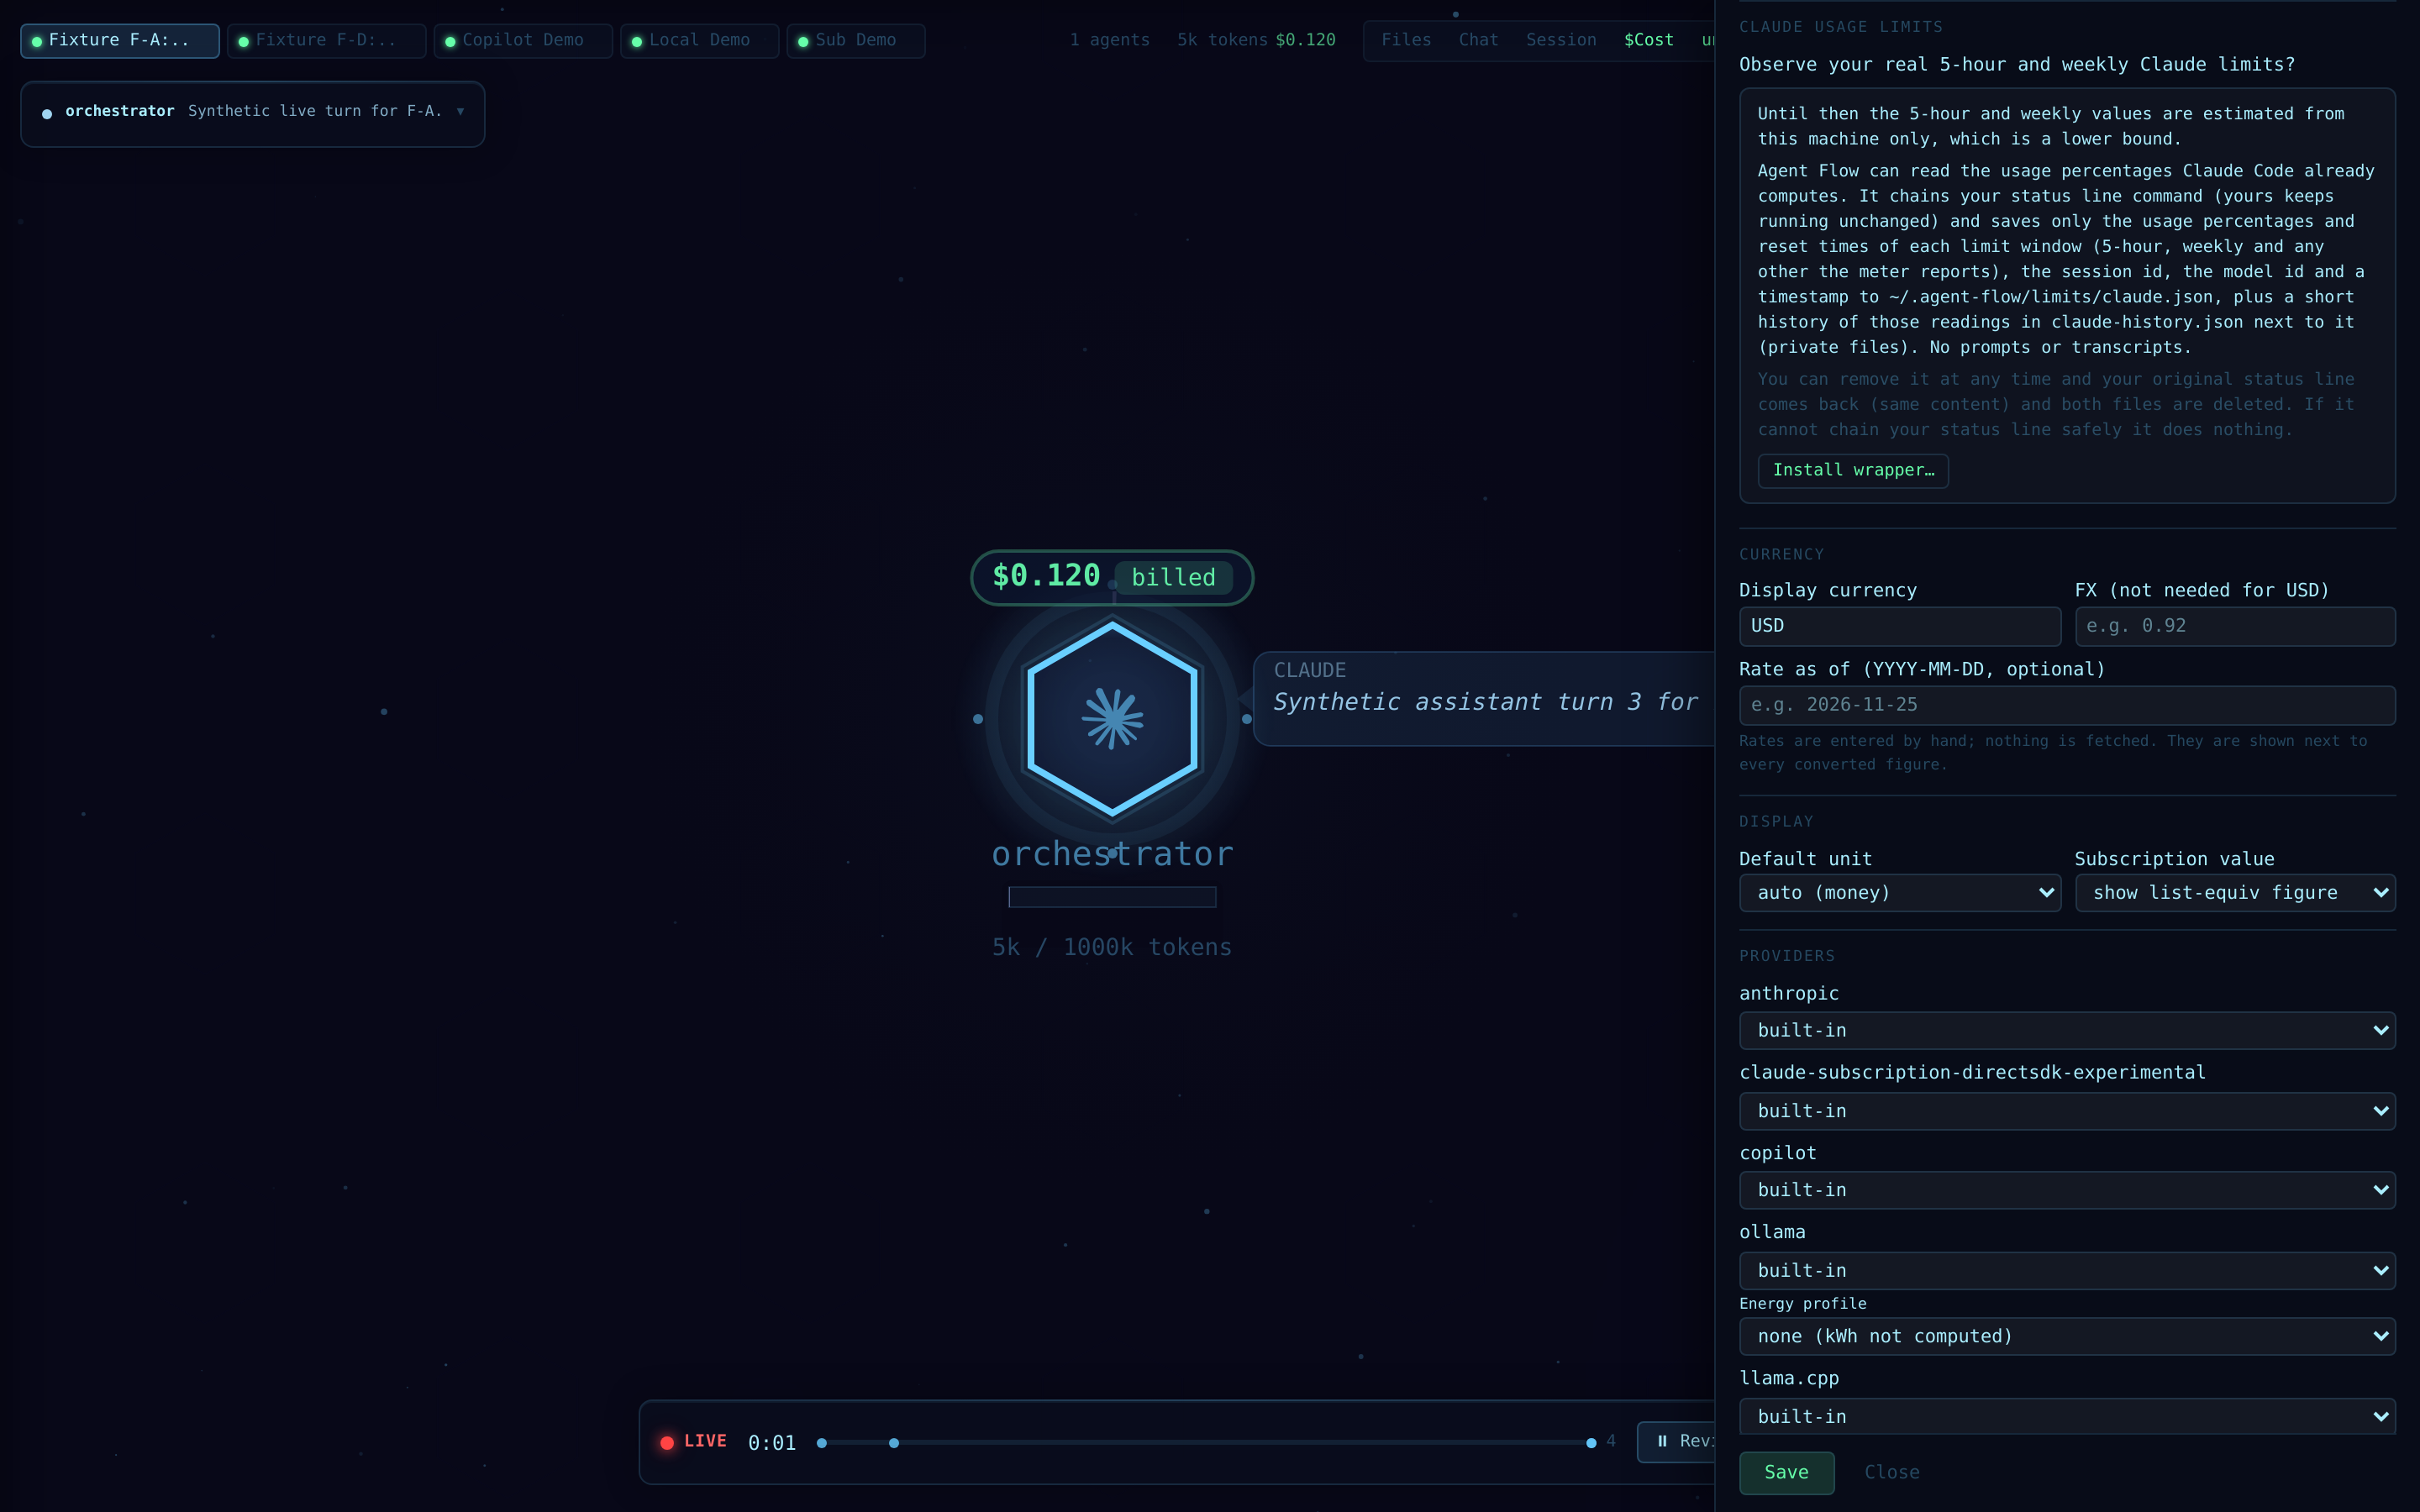 Fixture F-A:..
Fixture F-D:..
Copilot Demo
Local Demo
Sub Demo
1 agents
5k tokens $0.120
Files
Chat
Session
$Cost
orchestrator Synthetic live turn for F-A. ▼
$0.120 billed
CLAUDE
Synthetic assistant turn 3 for
orchestrator
5k / 1000k tokens
LIVE
0:01
4
CLAUDE USAGE LIMITS
Observe your real 5-hour and weekly Claude limits?
Until then the 5-hour and weekly values are estimated from
this machine only, which is a lower bound.
Agent Flow can read the usage percentages Claude Code already
computes. It chains your status line command (yours keeps
running unchanged) and saves only the usage percentages and
reset times of each limit window (5-hour, weekly and any
other the meter reports), the session id, the model id and a
timestamp to ~/.agent-flow/limits/claude.json, plus a short
history of those readings in claude-history.json next to it
(private files). No prompts or transcripts.
You can remove it at any time and your original status line
comes back (same content) and both files are deleted. If it
cannot chain your status line safely it does nothing.
Install wrapper…
CURRENCY
Display currency
FX (not needed for USD)
USD
e.g. 0.92
Rate as of (YYYY-MM-DD, optional)
e.g. 2026-11-25
Rates are entered by hand; nothing is fetched. They are shown next to
every converted figure.
DISPLAY
Default unit
Subscription value
auto (money)
show list-equiv figure
PROVIDERS
anthropic
built-in
claude-subscription-directsdk-experimental
built-in
copilot
built-in
ollama
built-in
Energy profile
none (kWh not computed)
llama.cpp
built-in
Save
Close